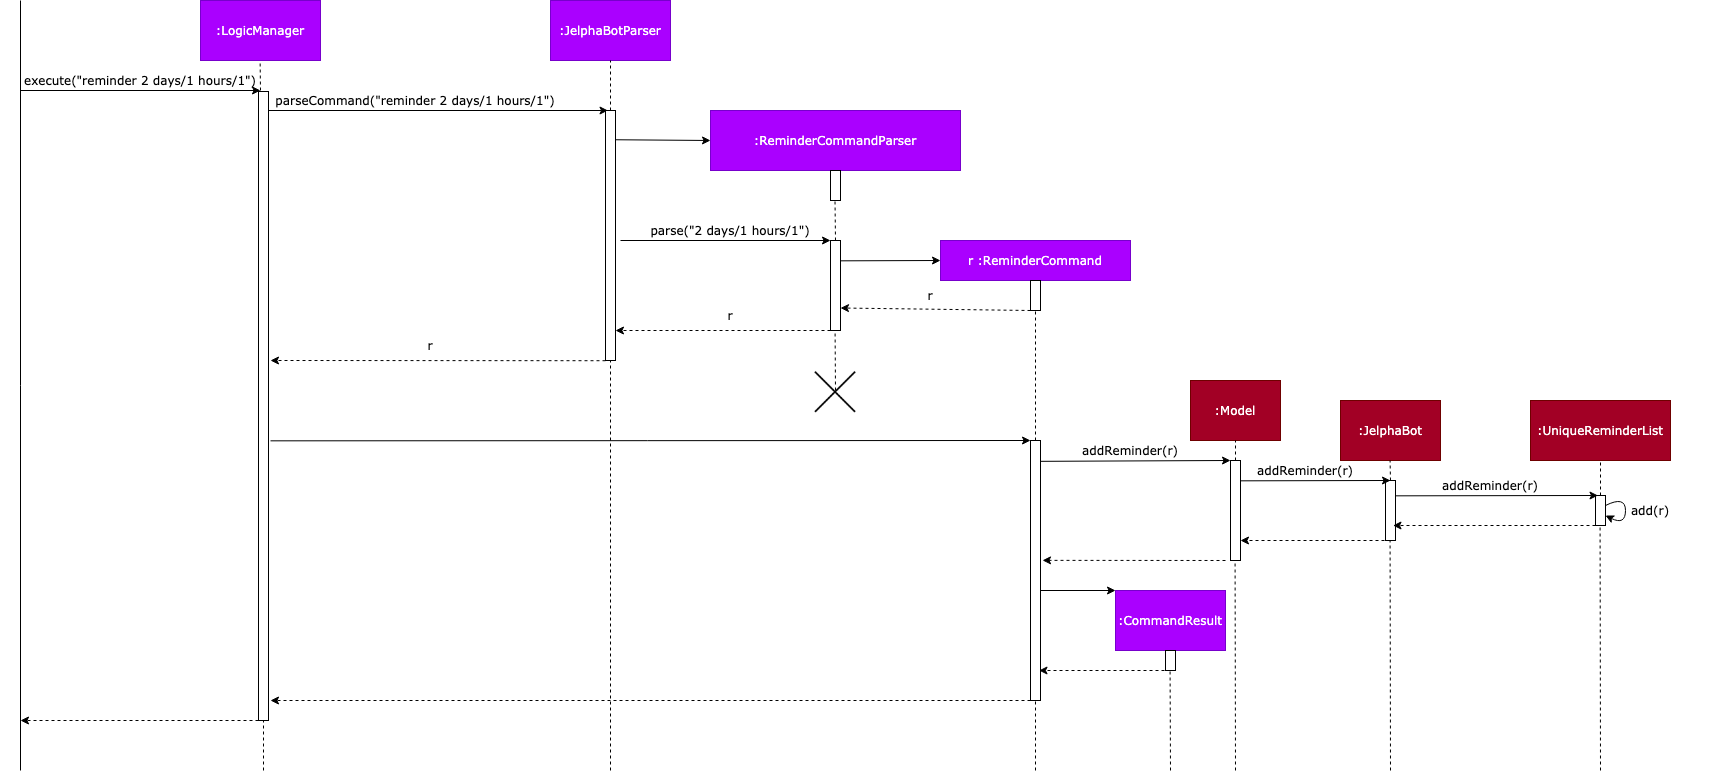 :LogicManager
:JelphaBotParser
execute("reminder 2 days/1 hours/1")
parseCommand("reminder 2 days/1 hours/1")
:ReminderCommandParser
parse("2 days/1 hours/1")
r :ReminderCommand
r
r
r
:Model
:JelphaBot
:UniqueReminderList
addReminder(r)
addReminder(r)
addReminder(r)
add(r)
:CommandResult